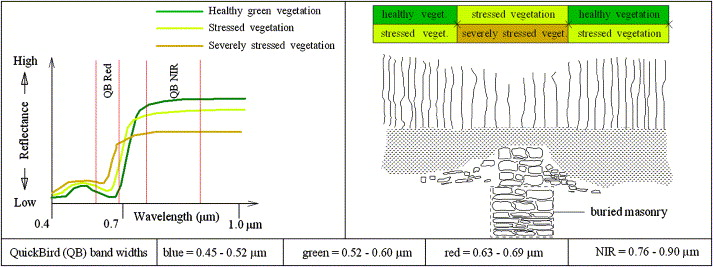 Healthy green vegetation
Stressed vegetation
Severely stressed vegetation
High
Reflectance
Low
QB Red
QB NIR
0.4
0.7
Wavelength (µm)
1.0 µm
healthy veget. stressed vegetation healthy vegetation
stressed veget. severely stressed veget. stressed vegetation
buried masonry
QuickBird (QB) band widths blue = 0.45 - 0.52 µm green = 0.52 - 0.60 µm red = 0.63 - 0.69 µm NIR = 0.76 - 0.90 µm